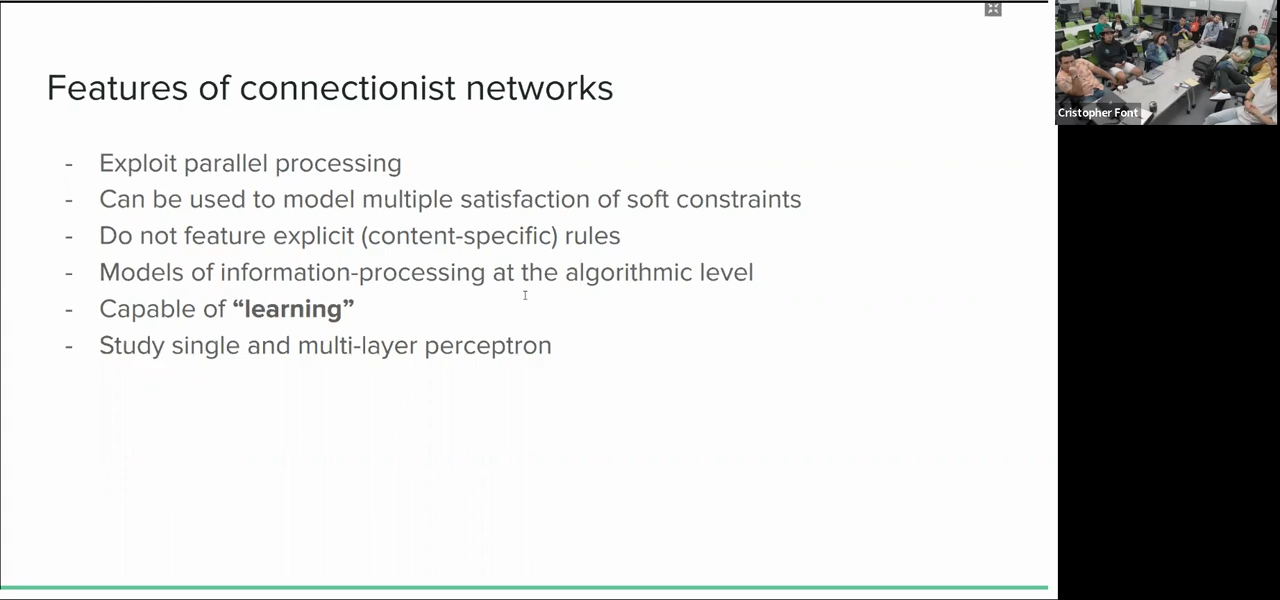 Features of connectionist networks
- Exploit parallel processing
- Can be used to model multiple satisfaction of soft constraints
- Do not feature explicit (content-specific) rules
- Models of information-processing at the algorithmic level
- Capable of “learning”
- Study single and multi-layer perceptron
Cristopher Font